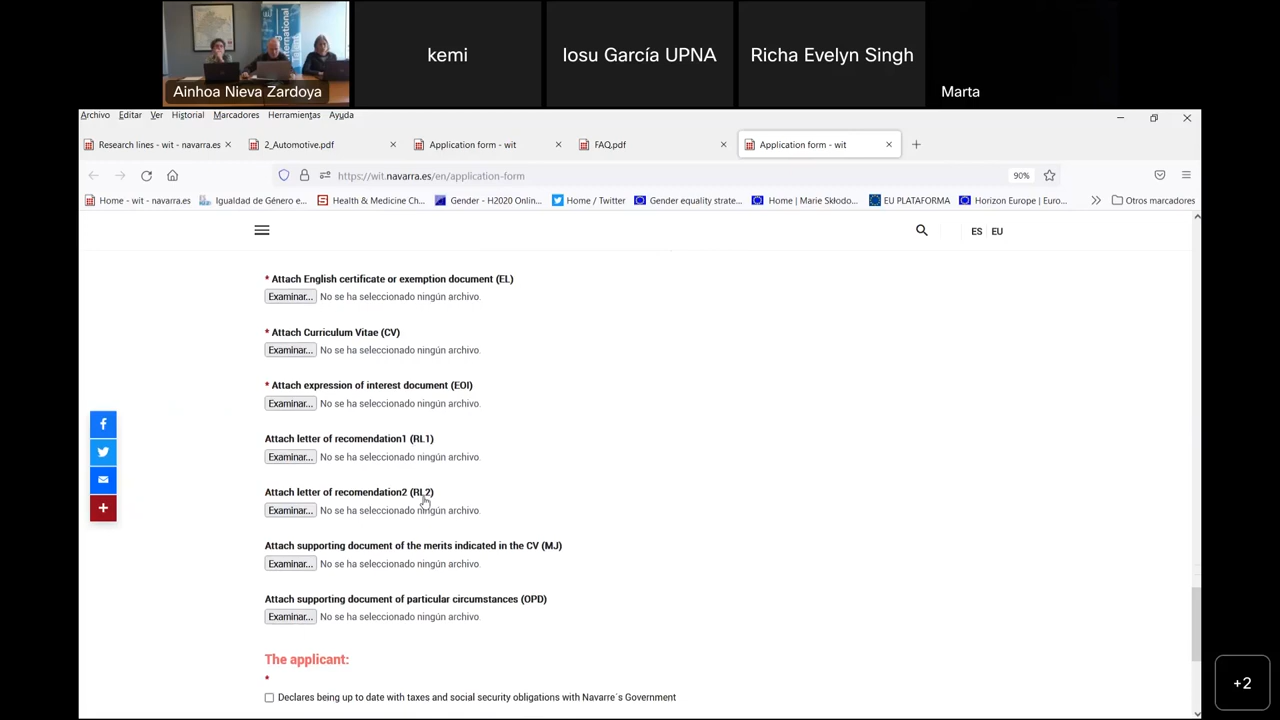 International
Ainhoa Nieva Zardoya
kemi
Iosu García UPNA
Richa Evelyn Singh
Marta
Archivo Editar Ver Historial Marcadores Herramientas Ayuda
Research lines - wit - navarra.es
2_Automotive.pdf
Application form - wit
FAQ.pdf
Application form - wit
https://wit.navarra.es/en/application-form
90%
Home - wit - navarra.es
Igualdad de Género e...
Health & Medicine Ch...
Gender - H2020 Onlin...
Home / Twitter
Gender equality strate...
Home | Marie Skłodo...
EU PLATAFORMA
Horizon Europe | Euro...
Otros marcadores
ES EU
* Attach English certificate or exemption document (EL)
Examinar... No se ha seleccionado ningún archivo.
* Attach Curriculum Vitae (CV)
Examinar... No se ha seleccionado ningún archivo.
* Attach expression of interest document (EOI)
Examinar... No se ha seleccionado ningún archivo.
Attach letter of recomendation1 (RL1)
Examinar... No se ha seleccionado ningún archivo.
Attach letter of recomendation2 (RL2)
Examinar... No se ha seleccionado ningún archivo.
Attach supporting document of the merits indicated in the CV (MJ)
Examinar... No se ha seleccionado ningún archivo.
Attach supporting document of particular circumstances (OPD)
Examinar... No se ha seleccionado ningún archivo.
The applicant:
*
Declares being up to date with taxes and social security obligations with Navarre´s Government
+2